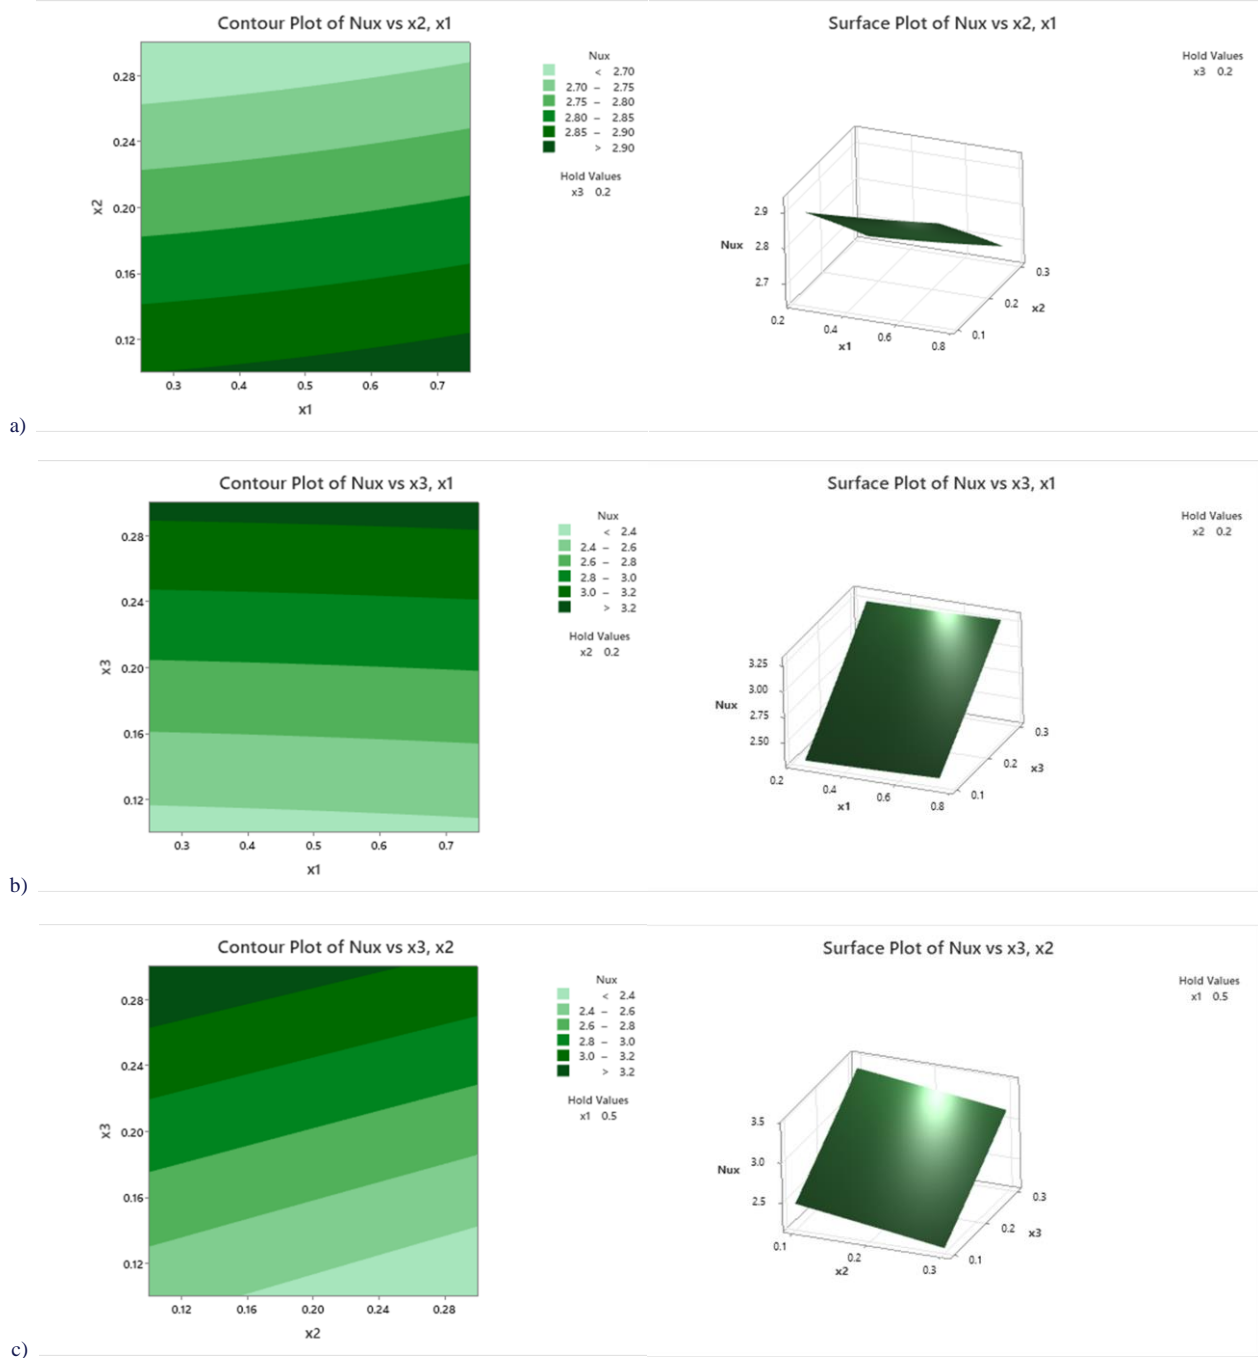 Contour Plot of Nux vs x2, x1
Nux
< 2.70
2.70 – 2.75
2.75 – 2.80
2.80 – 2.85
2.85 – 2.90
> 2.90
Hold Values
x3 0.2
x2
0.28
0.24
0.20
0.16
0.12
0.3 0.4 0.5 0.6 0.7
x1
Surface Plot of Nux vs x2, x1
Hold Values
x3 0.2
2.9
Nux 2.8
2.7
0.2 0.4 0.6 0.8
x1
0.1 0.2 0.3
x2
a)
Contour Plot of Nux vs x3, x1
Nux
< 2.4
2.4 – 2.6
2.6 – 2.8
2.8 – 3.0
3.0 – 3.2
> 3.2
Hold Values
x2 0.2
x3
0.28
0.24
0.20
0.16
0.12
0.3 0.4 0.5 0.6 0.7
x1
Surface Plot of Nux vs x3, x1
Hold Values
x2 0.2
3.25
3.00
Nux
2.75
2.50
0.2 0.4 0.6 0.8
x1
0.1 0.2 0.3
x3
b)
Contour Plot of Nux vs x3, x2
Nux
< 2.4
2.4 – 2.6
2.6 – 2.8
2.8 – 3.0
3.0 – 3.2
> 3.2
Hold Values
x1 0.5
x3
0.28
0.24
0.20
0.16
0.12
0.12 0.16 0.20 0.24 0.28
x2
Surface Plot of Nux vs x3, x2
Hold Values
x1 0.5
3.5
3.0
Nux
2.5
0.1 0.2 0.3
x2
0.1 0.2 0.3
x3
c)